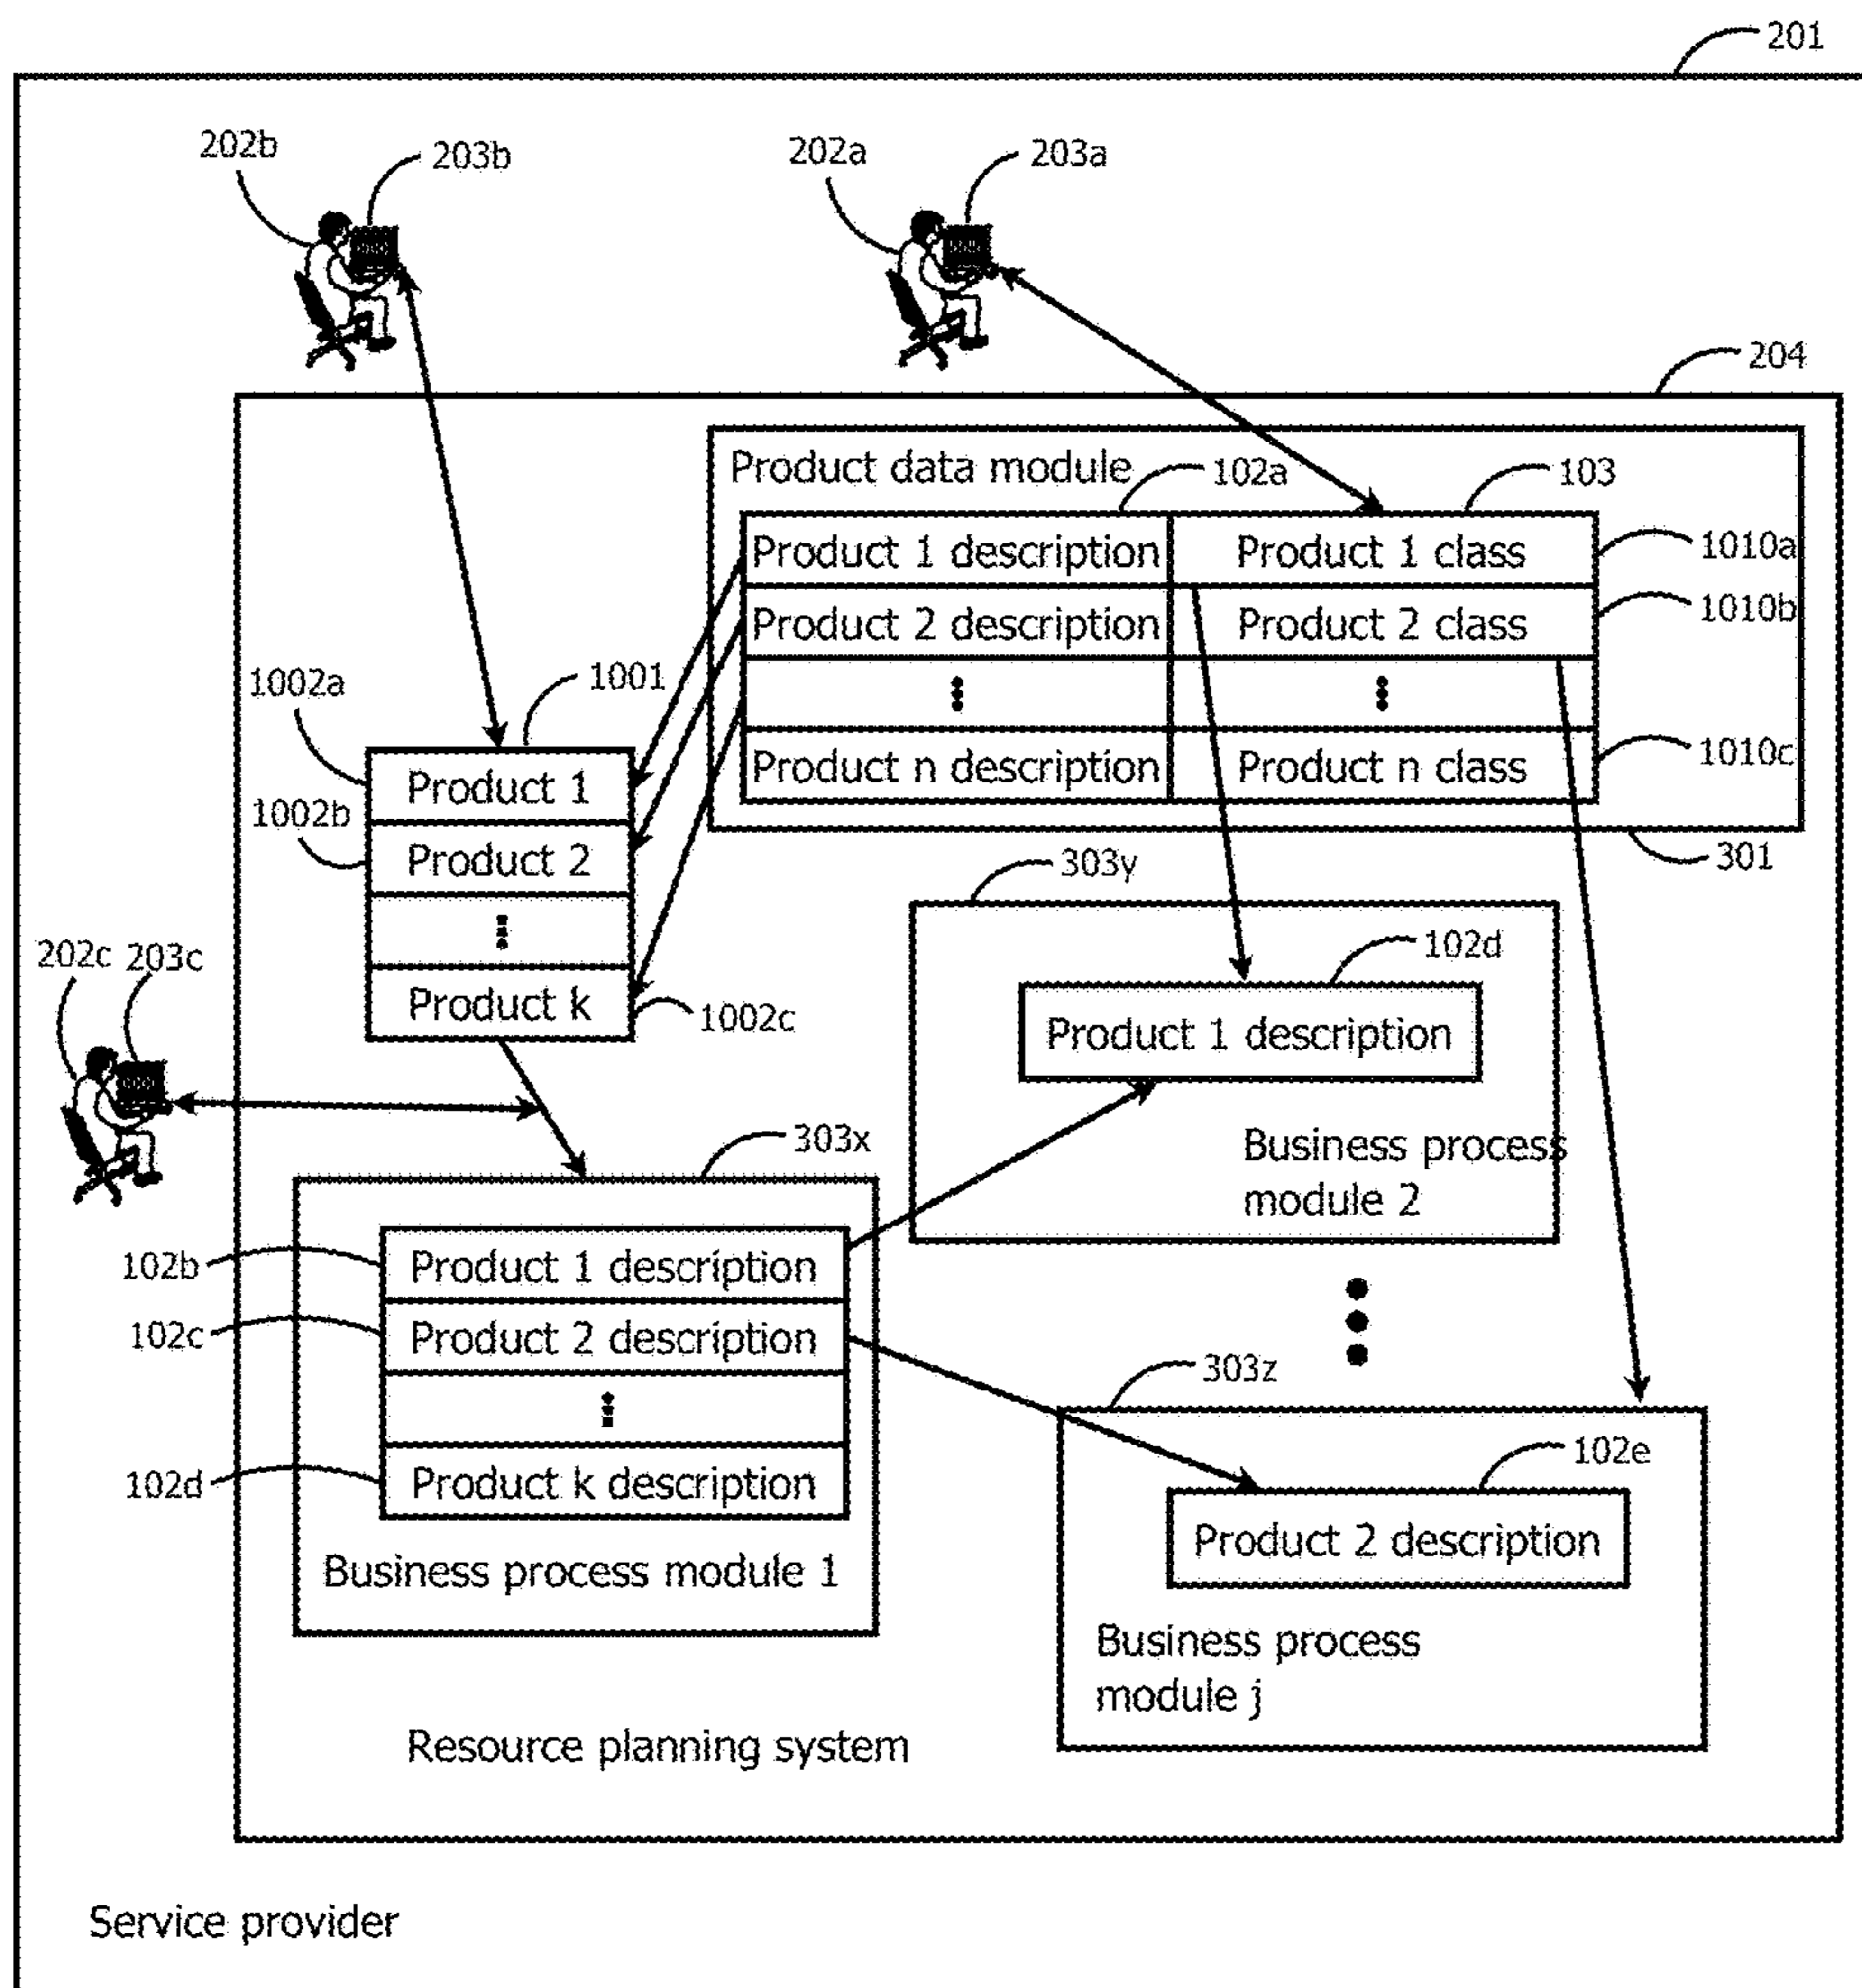 201
202b
203b
202a
203a
204
Product data module
102a
103
Product 1 description
Product 1 class
1010a
Product 2 description
Product 2 class
1010b
Product n description
Product n class
1010c
301
1002a
1001
Product 1
1002b
Product 2
Product k
1002c
202c
203c
303y
102d
Product 1 description
Business process
module 2
303x
102b
Product 1 description
102c
Product 2 description
102d
Product k description
Business process module 1
303z
102e
Product 2 description
Business process
module j
Resource planning system
Service provider